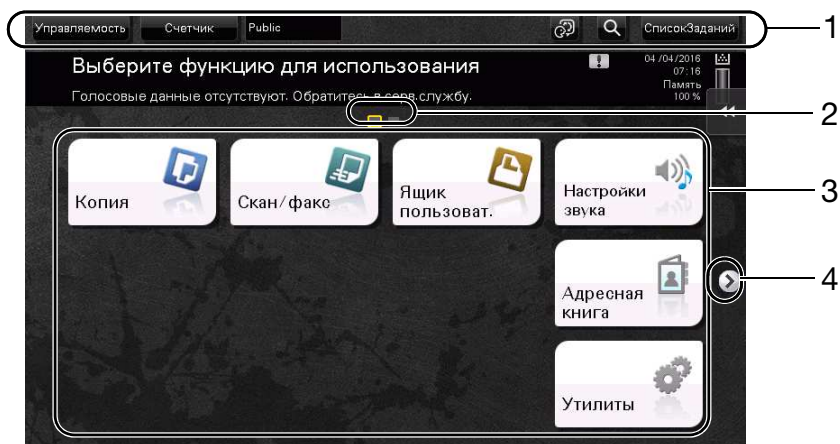 Управляемость Счетчик Public СписокЗаданий 1
Выберите функцию для использования
04/04/2016
07:16
Память
100 %
Голосовые данные отсутствуют. Обратитесь в серв.службу.
2
Копия
Скан/факс
Ящик
пользоват.
Настройки
звука
3
Адресная
книга
4
Утилиты